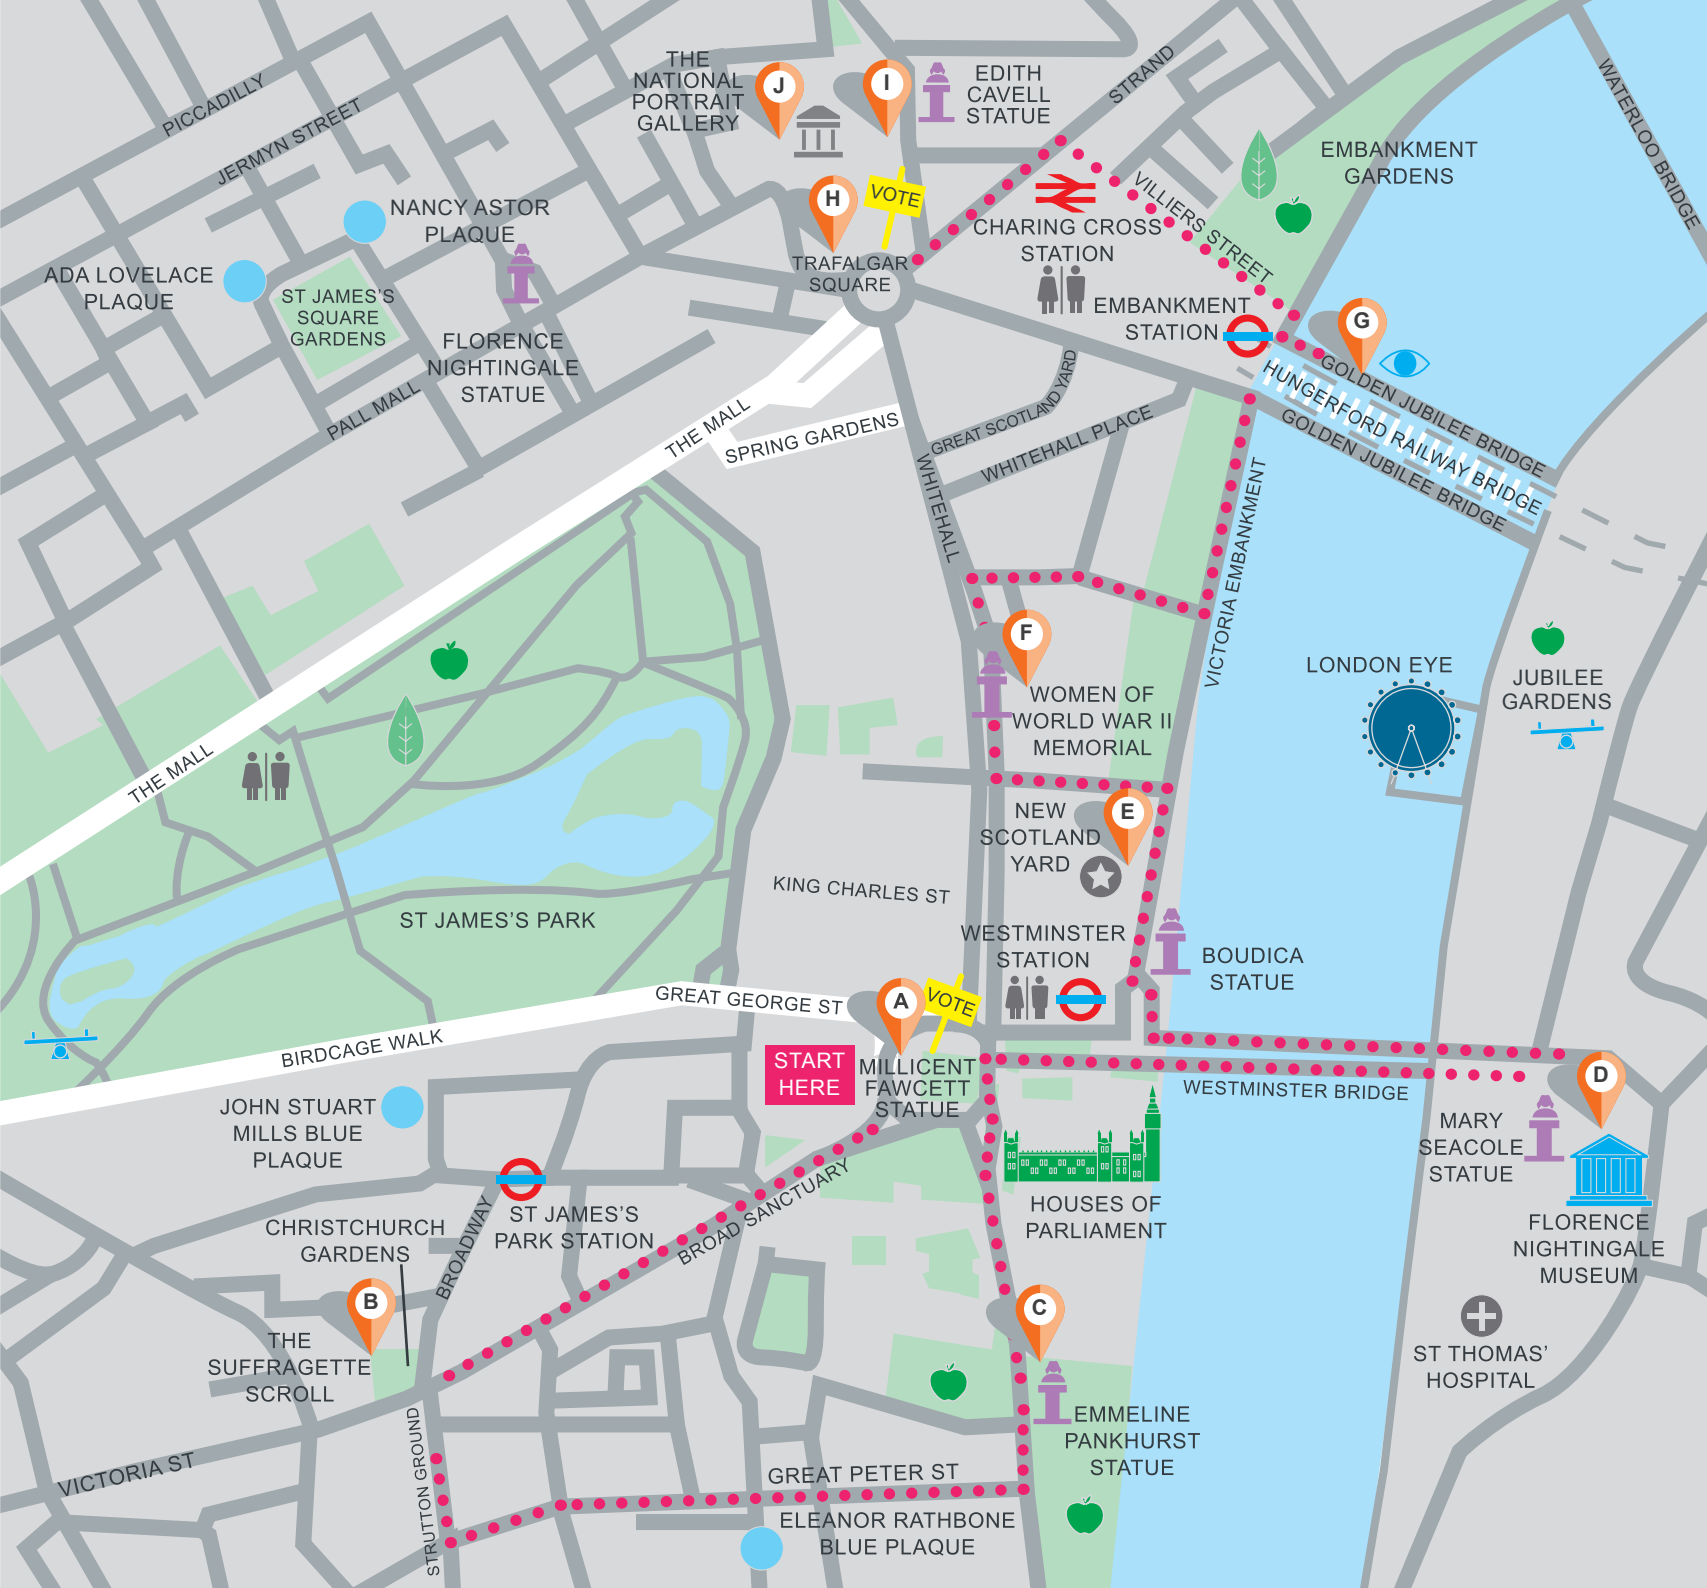 PICCADILLY
JERMYN STREET
THE
NATIONAL
PORTRAIT
GALLERY
J
I
EDITH
CAVELL
STATUE
STRAND
WATERLOO BRIDGE
EMBANKMENT
GARDENS
NANCY ASTOR
PLAQUE
H
VOTE
VILLIERS STREET
CHARING CROSS
STATION
ADA LOVELACE
PLAQUE
ST JAMES'S
SQUARE
GARDENS
TRAFALGAR
SQUARE
EMBANKMENT
STATION
G
FLORENCE
NIGHTINGALE
STATUE
GOLDEN JUBILEE BRIDGE
HUNGERFORD RAILWAY BRIDGE
GOLDEN JUBILEE BRIDGE
PALL MALL
THE MALL
SPRING GARDENS
GREAT SCOTLAND YARD
WHITEHALL PLACE
WHITEHALL
VICTORIA EMBANKMENT
F
WOMEN OF
WORLD WAR II
MEMORIAL
LONDON EYE
JUBILEE
GARDENS
THE MALL
NEW
SCOTLAND
YARD
E
KING CHARLES ST
ST JAMES'S PARK
WESTMINSTER
STATION
BOUDICA
STATUE
GREAT GEORGE ST
A
VOTE
BIRDCAGE WALK
START
HERE
MILLICENT
FAWCETT
STATUE
WESTMINSTER BRIDGE
D
JOHN STUART
MILLS BLUE
PLAQUE
MARY
SEACOLE
STATUE
ST JAMES'S
PARK STATION
BROADWAY
BROAD SANCTUARY
HOUSES OF
PARLIAMENT
FLORENCE
NIGHTINGALE
MUSEUM
CHRISTCHURCH
GARDENS
B
THE
SUFFRAGETTE
SCROLL
C
ST THOMAS'
HOSPITAL
EMMELINE
PANKHURST
STATUE
VICTORIA ST
STRUTTON GROUND
GREAT PETER ST
ELEANOR RATHBONE
BLUE PLAQUE